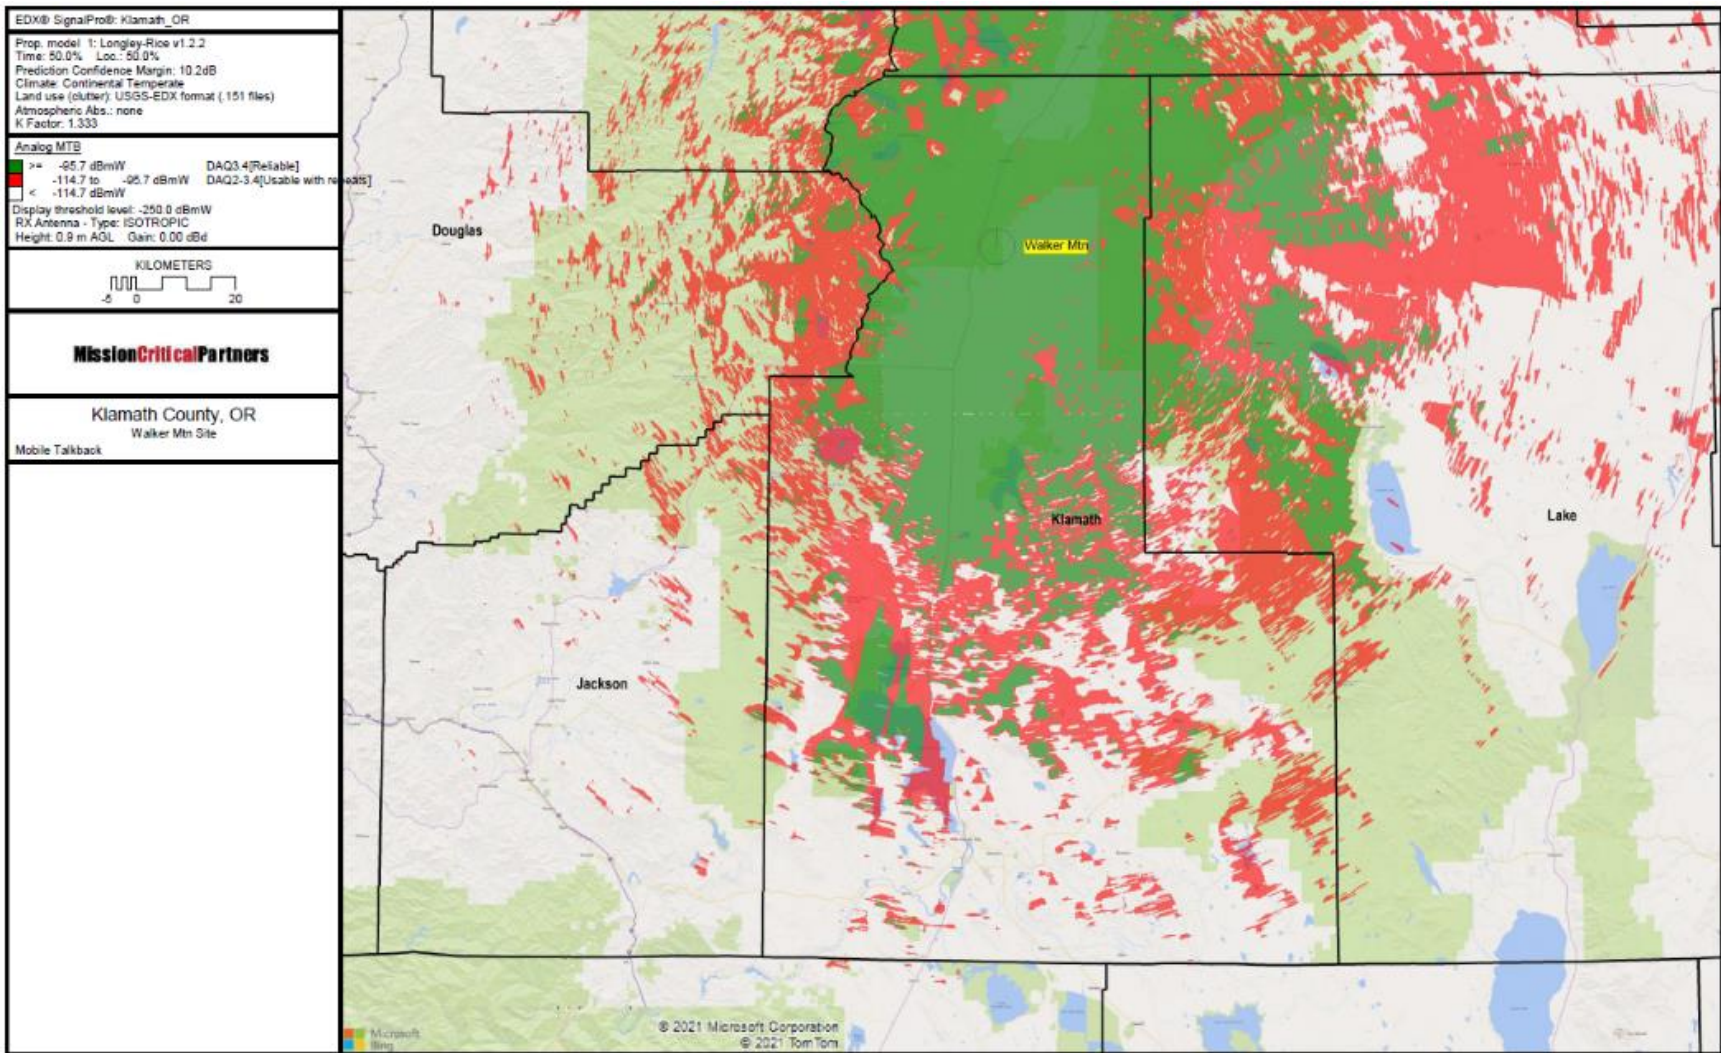 EDX® SignalPro®: Klamath_OR
Prop. model 1: Longley-Rice v1.2.2
Time: 50.0% Loc.: 50.0%
Prediction Confidence Margin: 10.2dB
Climate: Continental Temperate
Land use (clutter): USGS-EDX format (.151 files)
Atmospheric Abs.: none
K Factor: 1.333
Analog MTB
>= -95.7 dBmW DAQ3.4[Reliable]
-114.7 to -95.7 dBmW DAQ2-3.4[Usable with repeats]
< -114.7 dBmW
Display threshold level: -250.0 dBmW
RX Antenna - Type: ISOTROPIC
Height: 0.9 m AGL Gain: 0.00 dBd
KILOMETERS
-5 0 20
MissionCriticalPartners
Klamath County, OR
Walker Mtn Site
Mobile Talkback
Douglas
Walker Mtn
Klamath
Lake
Jackson
Microsoft
Bing
© 2021 Microsoft Corporation
© 2021 TomTom